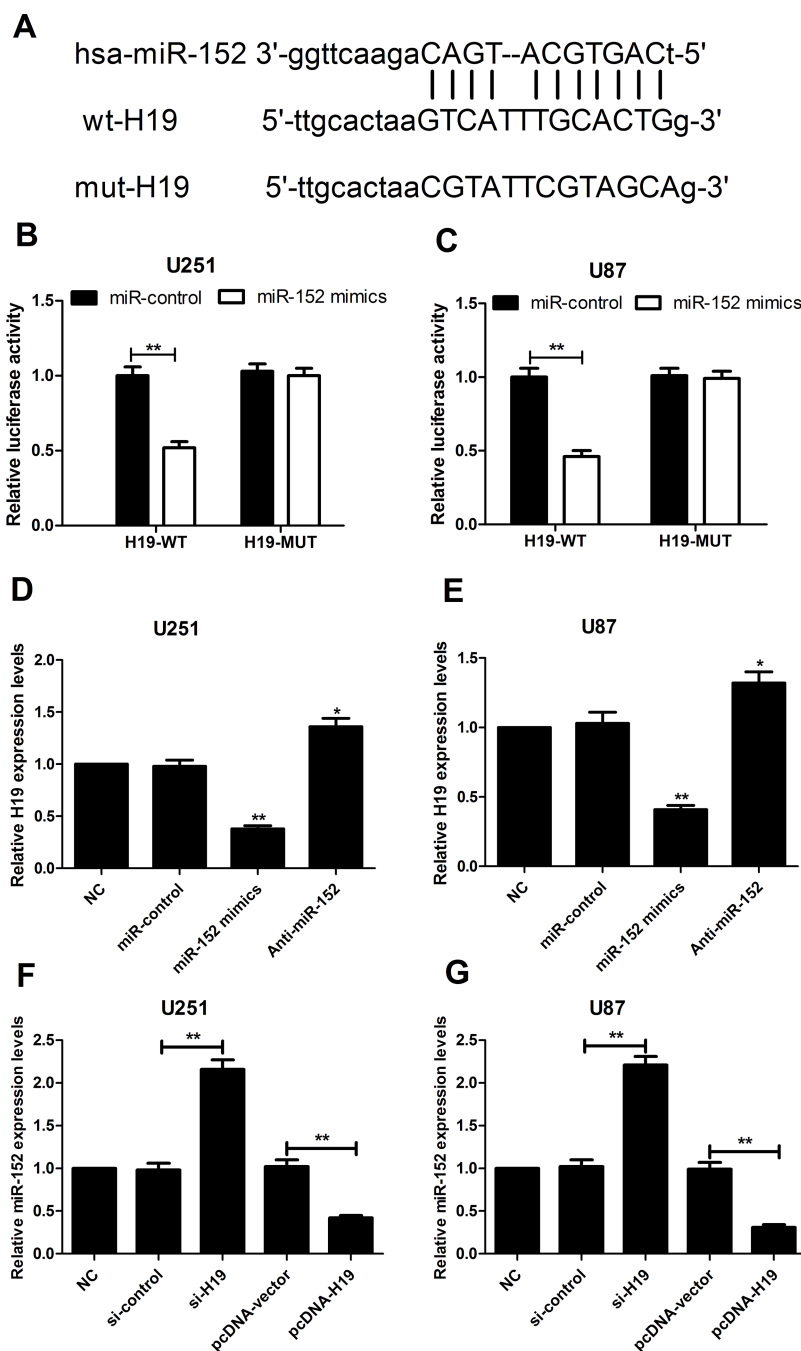 A
hsa-miR-152 3'-ggttcaagaCAGT--ACGTGACt-5'
wt-H19 5'-ttgcactaaGTCATTTGCACTGg-3'
mut-H19 5'-ttgcactaaCGTATTCGTAGCAg-3'
B
U251
miR-control miR-152 mimics
Relative luciferase activity
1.5
1.0
0.5
0.0
**
H19-WT H19-MUT
C
U87
miR-control miR-152 mimics
Relative luciferase activity
1.5
1.0
0.5
0.0
**
H19-WT H19-MUT
D
U251
Relative H19 expression levels
2.0
1.5
1.0
0.5
0.0
**
*
NC
miR-control
miR-152 mimics
Anti-miR-152
E
U87
Relative H19 expression levels
1.5
1.0
0.5
0.0
**
*
NC
miR-control
miR-152 mimics
Anti-miR-152
F
U251
Relative miR-152 expression levels
2.5
2.0
1.5
1.0
0.5
0.0
**
**
NC
si-control
si-H19
pcDNA-vector
pcDNA-H19
G
U87
Relative miR-152 expression levels
2.5
2.0
1.5
1.0
0.5
0.0
**
**
NC
si-control
si-H19
pcDNA-vector
pcDNA-H19